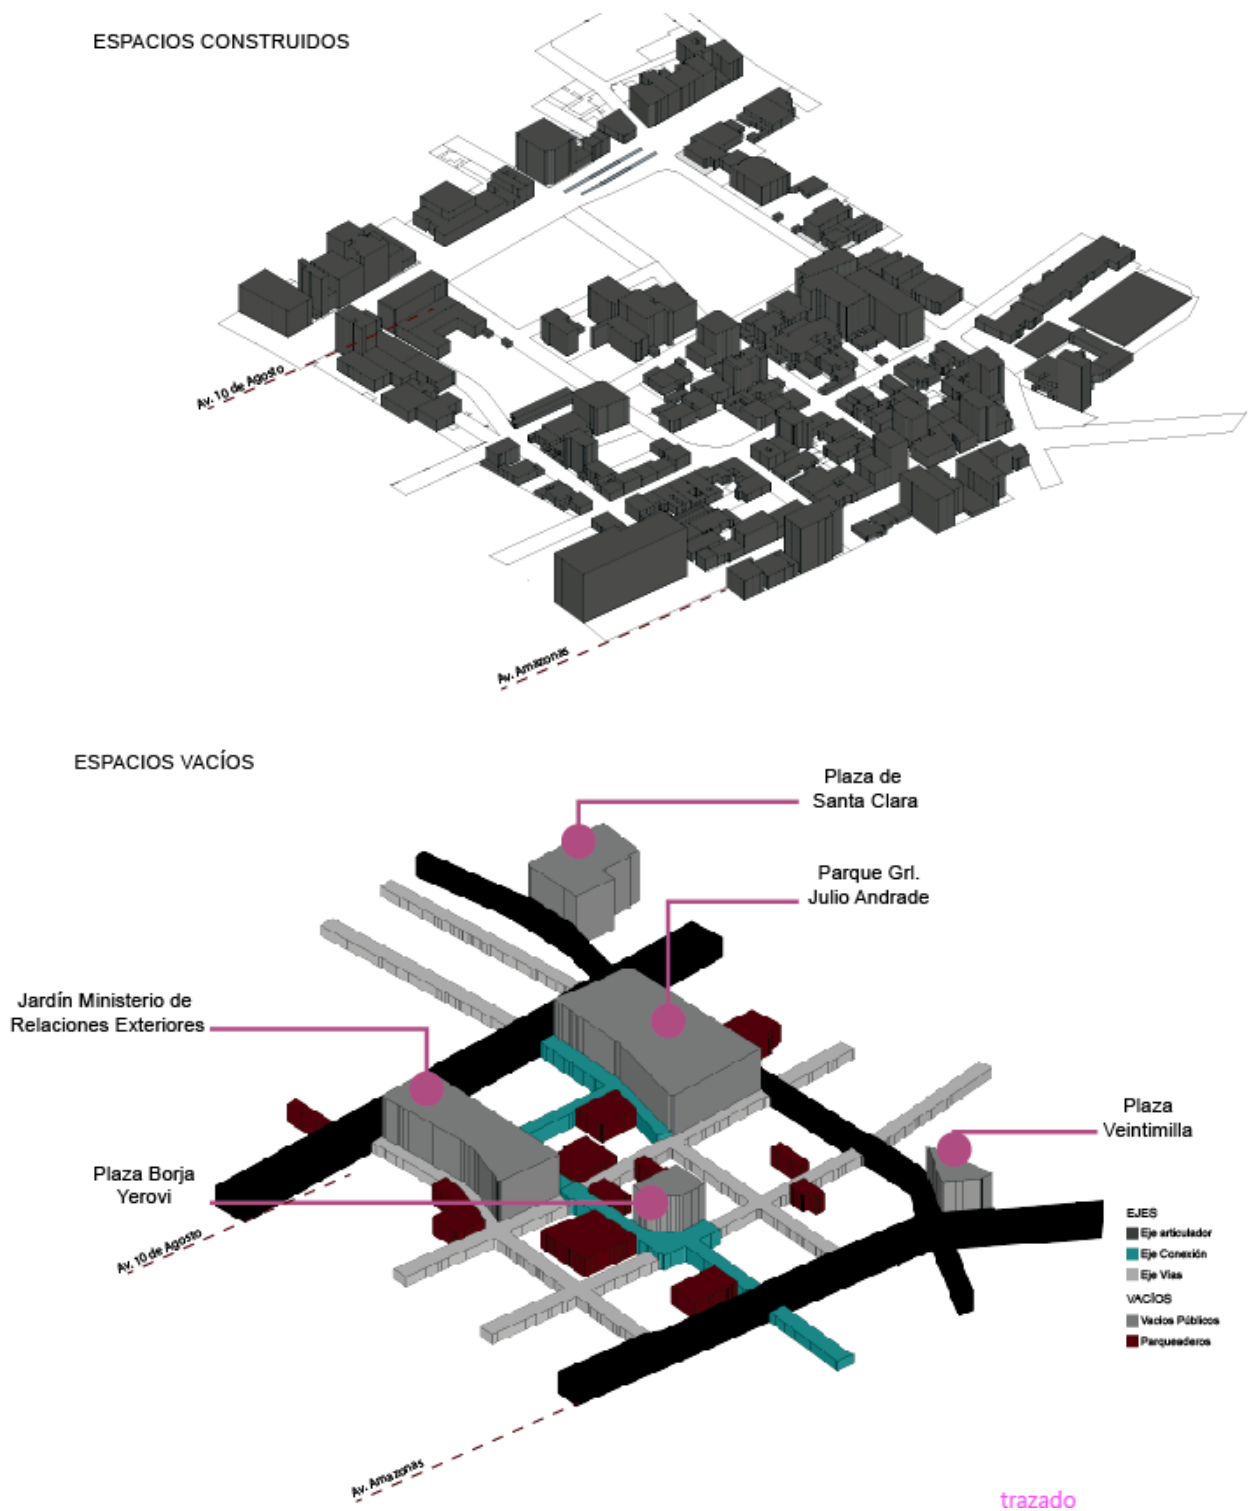 ESPACIOS CONSTRUIDOS
Av. 10 de Agosto
Av. Amazonas
ESPACIOS VACÍOS
Plaza de
Santa Clara
Parque Grl.
Julio Andrade
Jardín Ministerio de
Relaciones Exteriores
Plaza
Veintimilla
Plaza Borja
Yerovi
EJES
Eje articulador
Eje Conexión
Eje Vías
VACÍOS
Vacios Públicos
Parqueaderos
Av. 10 de Agosto
Av. Amazonas
trazado